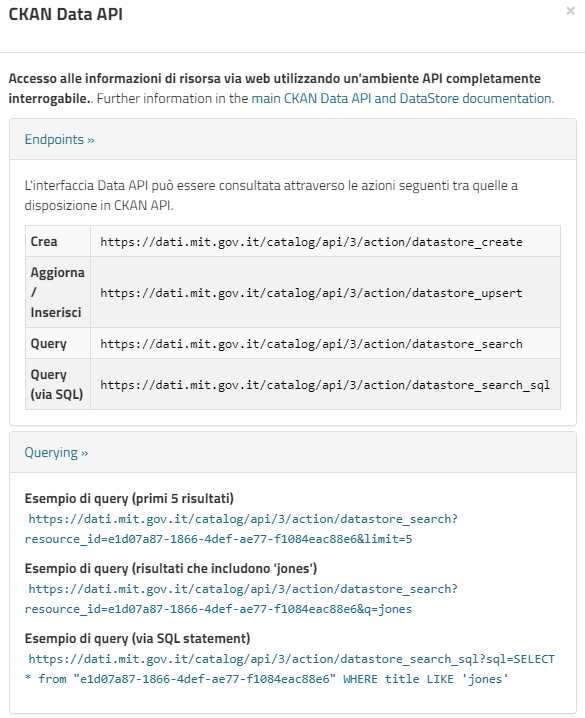 CKAN Data API
×
Accesso alle informazioni di risorsa via web utilizzando un'ambiente API completamente
interrogabile.. Further information in the main CKAN Data API and DataStore documentation.
Endpoints »
L'interfaccia Data API può essere consultata attraverso le azioni seguenti tra quelle a
disposizione in CKAN API.
Crea https://dati.mit.gov.it/catalog/api/3/action/datastore_create
Aggiorna
/
Inserisci
https://dati.mit.gov.it/catalog/api/3/action/datastore_upsert
Query https://dati.mit.gov.it/catalog/api/3/action/datastore_search
Query
(via SQL)
https://dati.mit.gov.it/catalog/api/3/action/datastore_search_sql
Querying »
Esempio di query (primi 5 risultati)
https://dati.mit.gov.it/catalog/api/3/action/datastore_search?
resource_id=e1d07a87-1866-4def-ae77-f1084eac88e6&limit=5
Esempio di query (risultati che includono 'jones')
https://dati.mit.gov.it/catalog/api/3/action/datastore_search?
resource_id=e1d07a87-1866-4def-ae77-f1084eac88e6&q=jones
Esempio di query (via SQL statement)
https://dati.mit.gov.it/catalog/api/3/action/datastore_search_sql?sql=SELECT
* from "e1d07a87-1866-4def-ae77-f1084eac88e6" WHERE title LIKE 'jones'